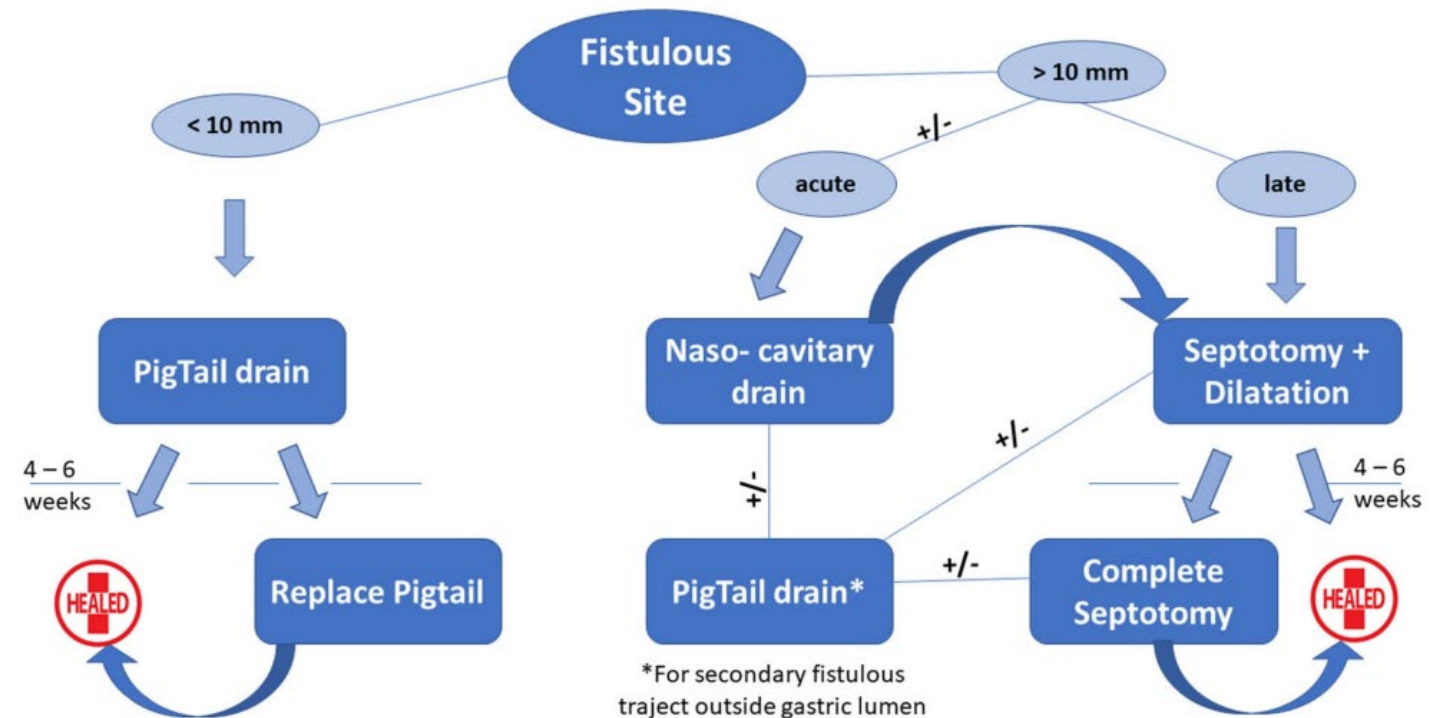 Fistulous
Site
< 10 mm
> 10 mm
+/-
acute
late
PigTail drain
Naso- cavitary
drain
Septotomy +
Dilatation
4 – 6
weeks
+/-
+/-
4 – 6
weeks
HEALED
Replace Pigtail
PigTail drain*
+/-
Complete
Septotomy
HEALED
*For secondary fistulous
traject outside gastric lumen